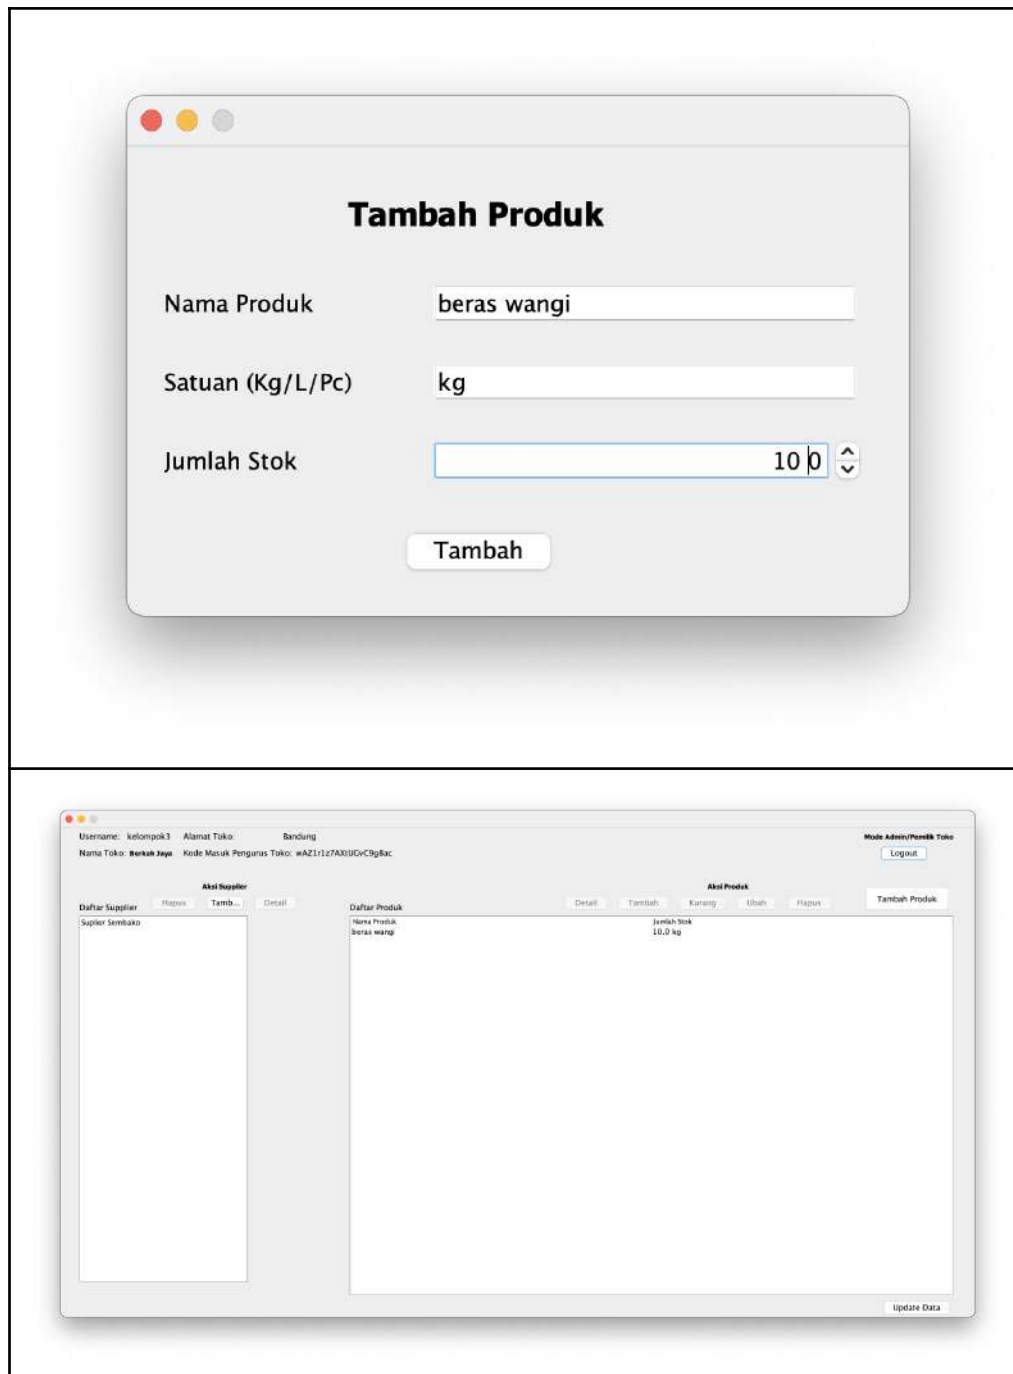 Tambah Produk
Nama Produk beras wangi
Satuan (Kg/L/Pc) kg
Jumlah Stok 10 0
Tambah
Username: kelompok3 Alamat Toko: Bandung Mode Admin/Pemilik Toko
Nama Toko: Berkah Jaya Kode Masuk Pengurus Toko: Logout
Aksi Supplier Aksi Produk
Daftar Supplier Hapus Tamb... Detail Daftar Produk Detail Tambah Kurang Ubah Hapus Tambah Produk
Suplier Sembako Nama Produk Jumlah Stok
beras wangi 10.0 kg
Update Data